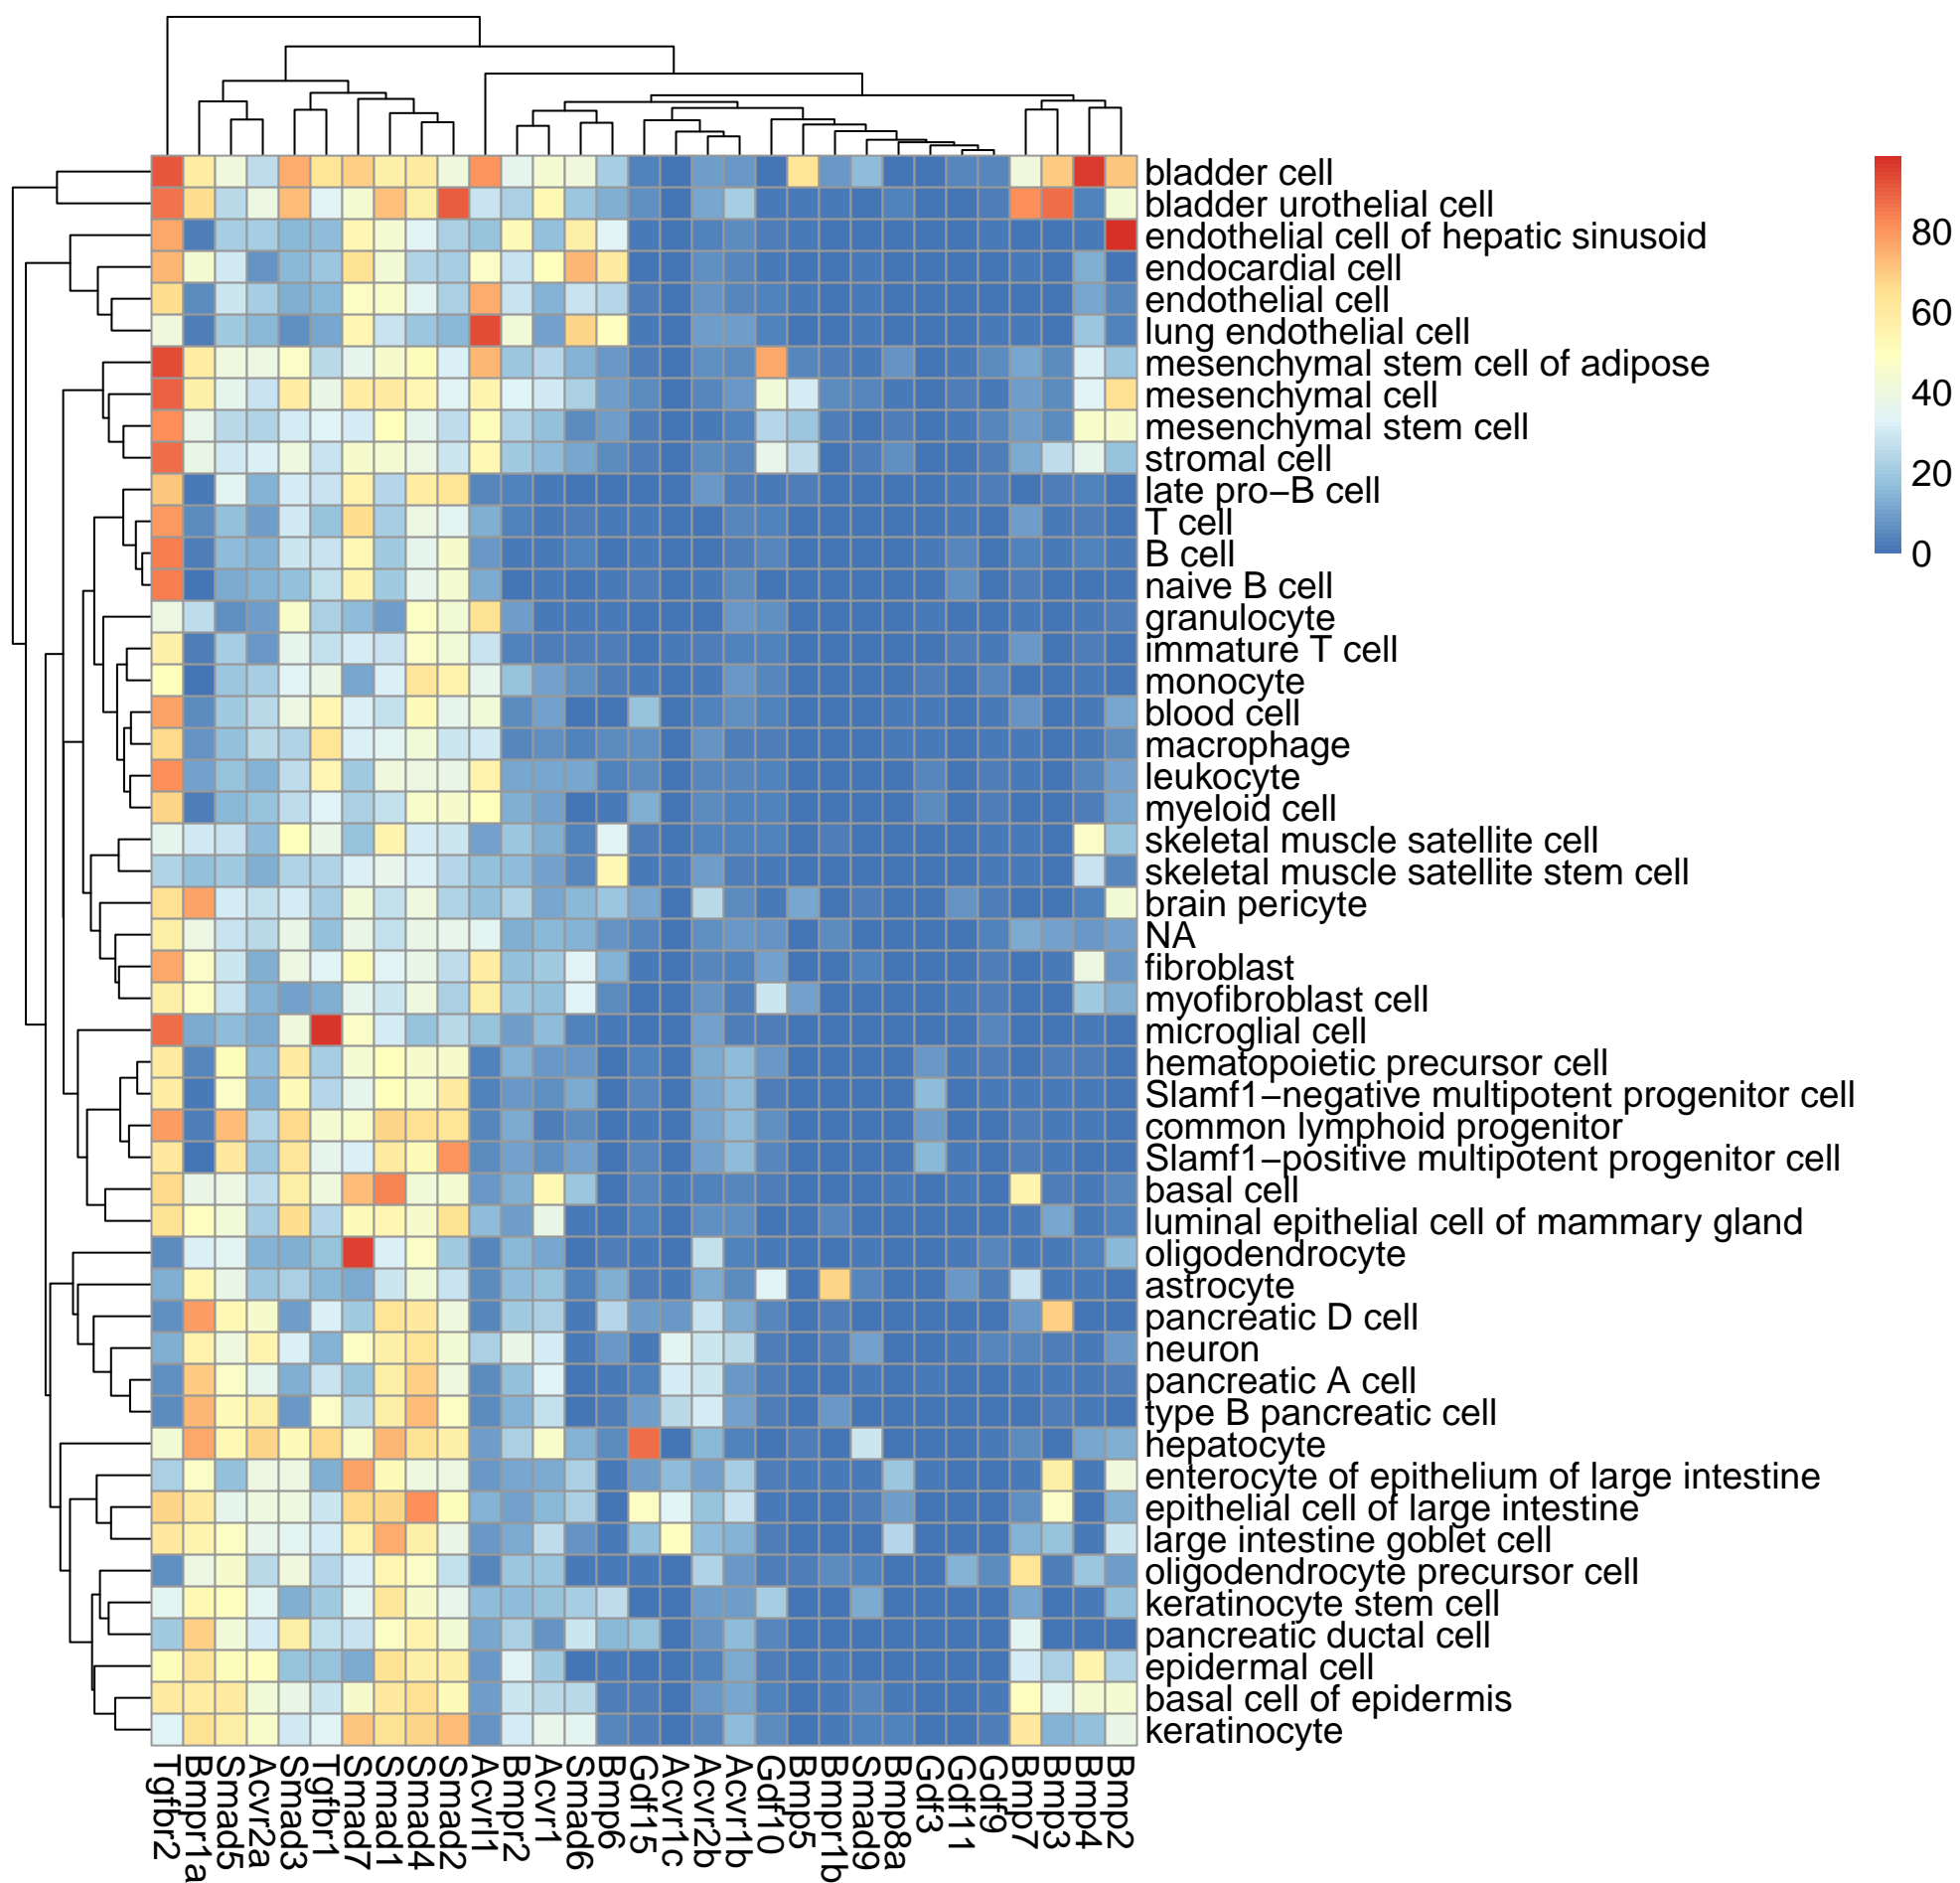 bladder cell
bladder urothelial cell
endothelial cell of hepatic sinusoid
endocardial cell
endothelial cell
lung endothelial cell
mesenchymal stem cell of adipose
mesenchymal cell
mesenchymal stem cell
stromal cell
late pro−B cell
T cell
B cell
naive B cell
granulocyte
immature T cell
monocyte
blood cell
macrophage
leukocyte
myeloid cell
skeletal muscle satellite cell
skeletal muscle satellite stem cell
brain pericyte
NA
fibroblast
myofibroblast cell
microglial cell
hematopoietic precursor cell
Slamf1−negative multipotent progenitor cell
common lymphoid progenitor
Slamf1−positive multipotent progenitor cell
basal cell
luminal epithelial cell of mammary gland
oligodendrocyte
astrocyte
pancreatic D cell
neuron
pancreatic A cell
type B pancreatic cell
hepatocyte
enterocyte of epithelium of large intestine
epithelial cell of large intestine
large intestine goblet cell
oligodendrocyte precursor cell
keratinocyte stem cell
pancreatic ductal cell
epidermal cell
basal cell of epidermis
keratinocyte
Tgfbr2
Bmpr1a
Smad5
Acvr2a
Smad3
Tgfbr1
Smad7
Smad1
Smad4
Smad2
Acvrl1
Bmpr2
Acvr1
Smad6
Bmp6
Gdf15
Acvr1c
Acvr2b
Acvr1b
Gdf10
Bmp5
Bmpr1b
Smad9
Bmp8a
Gdf3
Gdf11
Gdf9
Bmp7
Bmp3
Bmp4
Bmp2
80
60
40
20
0